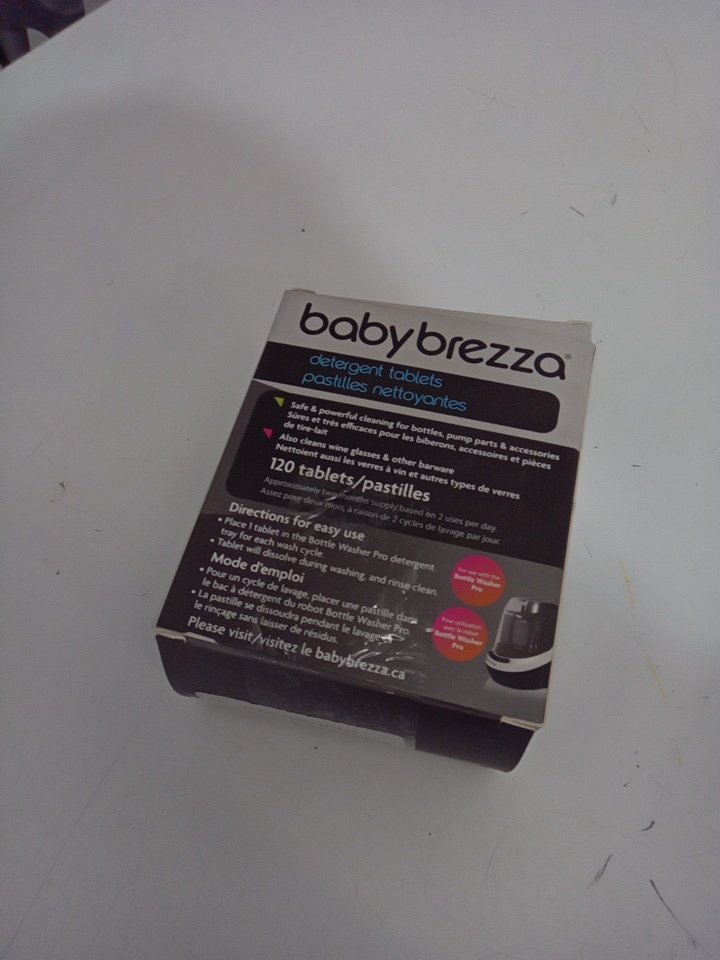 babybrezza®
detergent tablets
pastilles nettoyantes
Safe & powerful cleaning for bottles, pump parts & accessories
Sûres et très efficaces pour les biberons, accessoires et pièces
de tire-lait
Also cleans wine glasses & other barware
Nettoient aussi les verres à vin et autres types de verres
120 tablets/pastilles
Approximately two months supply based on 2 uses per day.
Assez pour deux mois, à raison de 2 cycles de lavage par jour.
Directions for easy use
• Place 1 tablet in the Bottle Washer Pro detergent
tray for each wash cycle.
• Tablet will dissolve during washing, and rinse clean.
Mode d'emploi
• Pour un cycle de lavage, placer une pastille dans
le bac à détergent du robot Bottle Washer Pro.
• La pastille se dissoudra pendant le lavage
le rinçage sans laisser de résidus.
Please visit/visitez le babybrezza.ca
For use with the
Bottle Washer
Pro
Pour utilisation
avec le robot
Bottle Washer
Pro